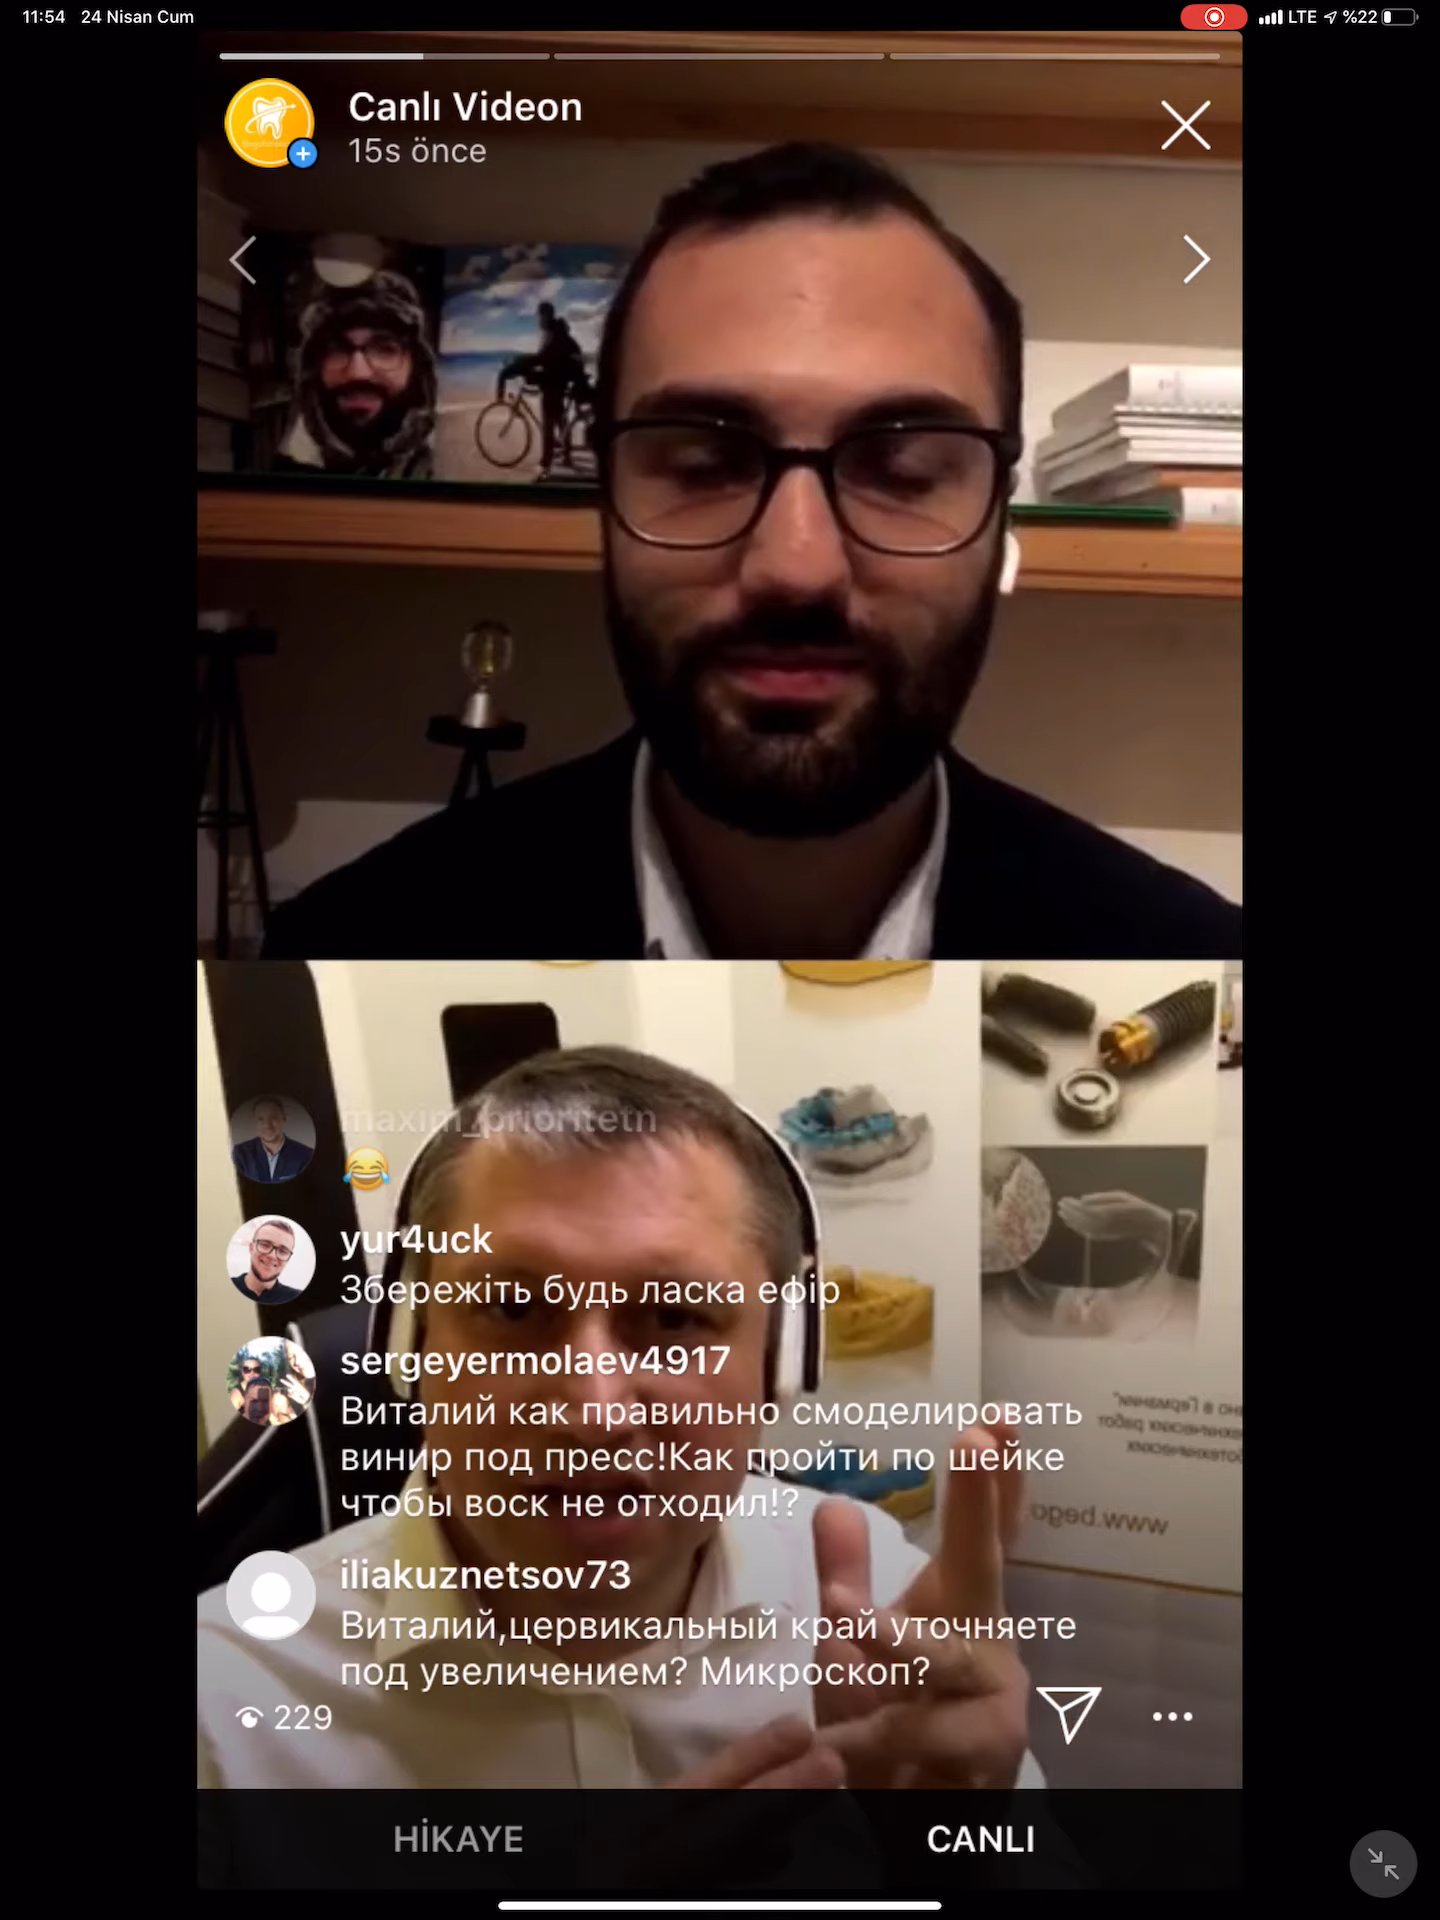 11:54 24 Nisan Cum
LTE %22
Canlı Videon
15s önce
maxim_prioritetn
😂
yur4uck
Збережіть будь ласка ефір
sergeyermolaev4917
Виталий как правильно смоделировать
винир под пресс!Как пройти по шейке
чтобы воск не отходил!?
iliakuznetsov73
Виталий,цервикальный край уточняете
под увеличением? Микроскоп?
229
www.bego.
HİKAYE
CANLI